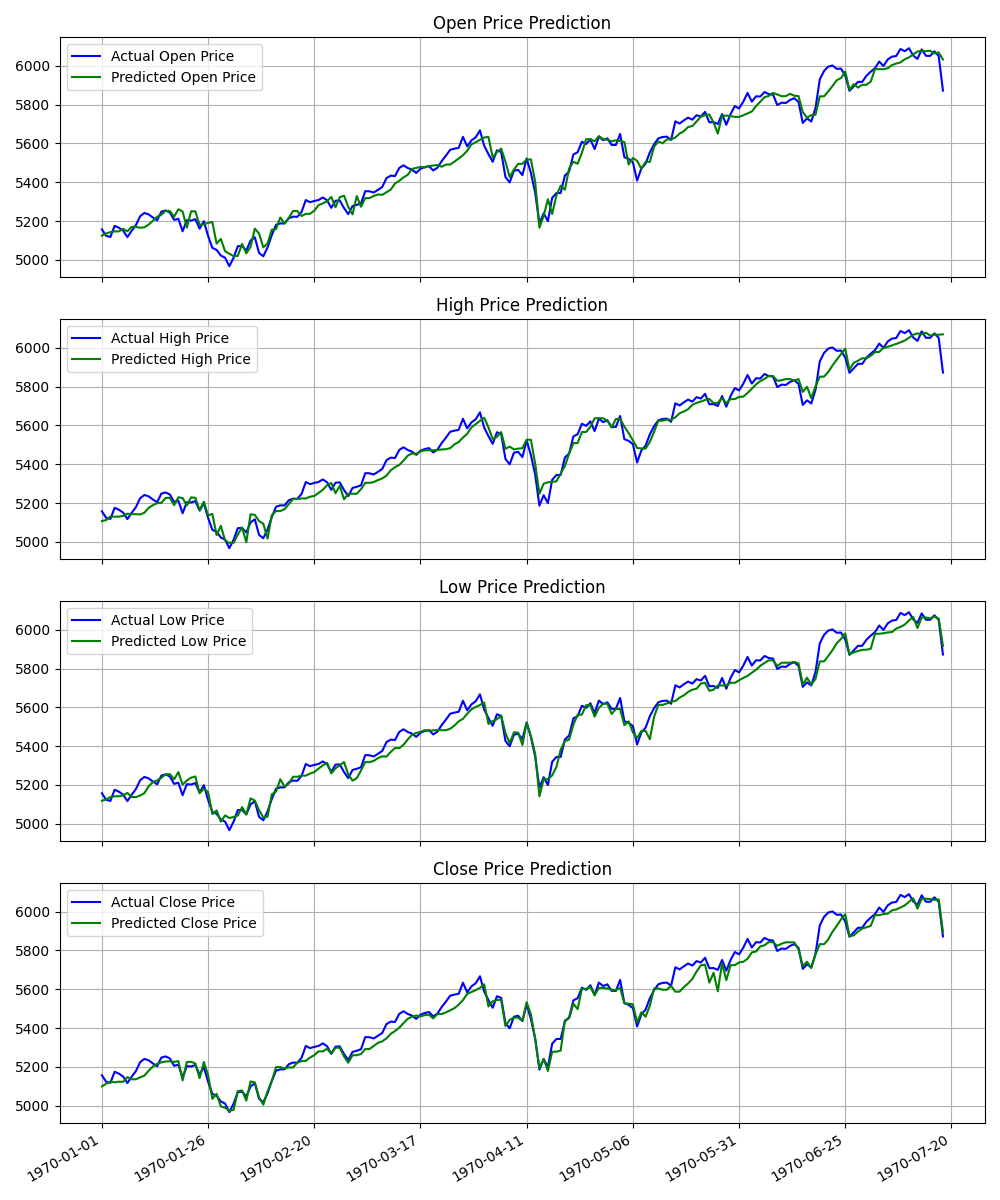 Open Price Prediction
Actual Open Price
Predicted Open Price
6000
5800
5600
5400
5200
5000
High Price Prediction
Actual High Price
Predicted High Price
6000
5800
5600
5400
5200
5000
Low Price Prediction
Actual Low Price
Predicted Low Price
6000
5800
5600
5400
5200
5000
Close Price Prediction
Actual Close Price
Predicted Close Price
6000
5800
5600
5400
5200
5000
1970-01-01
1970-01-26
1970-02-20
1970-03-17
1970-04-11
1970-05-06
1970-05-31
1970-06-25
1970-07-20